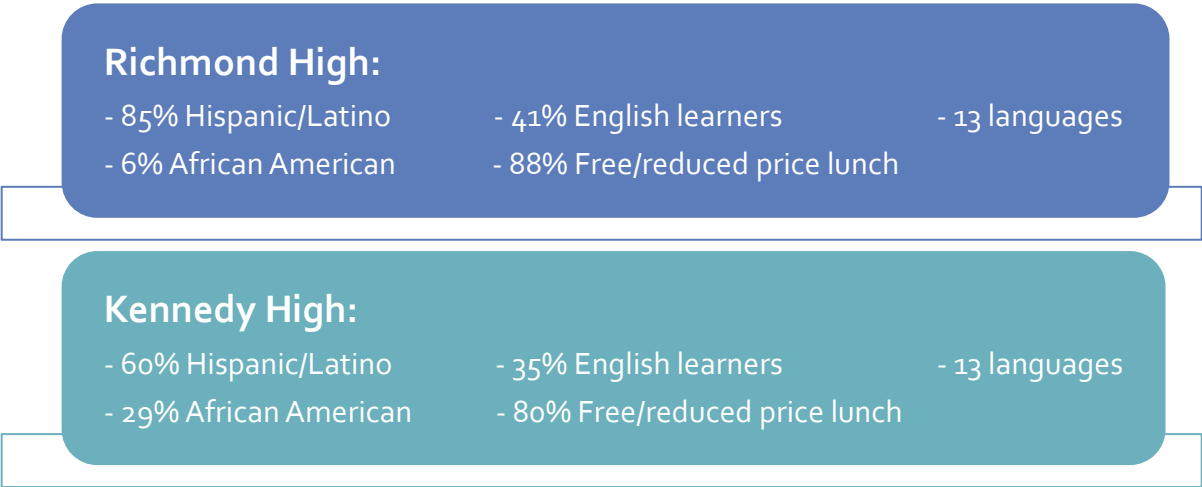 Richmond High:
- 85% Hispanic/Latino - 41% English learners - 13 languages
- 6% African American - 88% Free/reduced price lunch
Kennedy High:
- 60% Hispanic/Latino - 35% English learners - 13 languages
- 29% African American - 80% Free/reduced price lunch